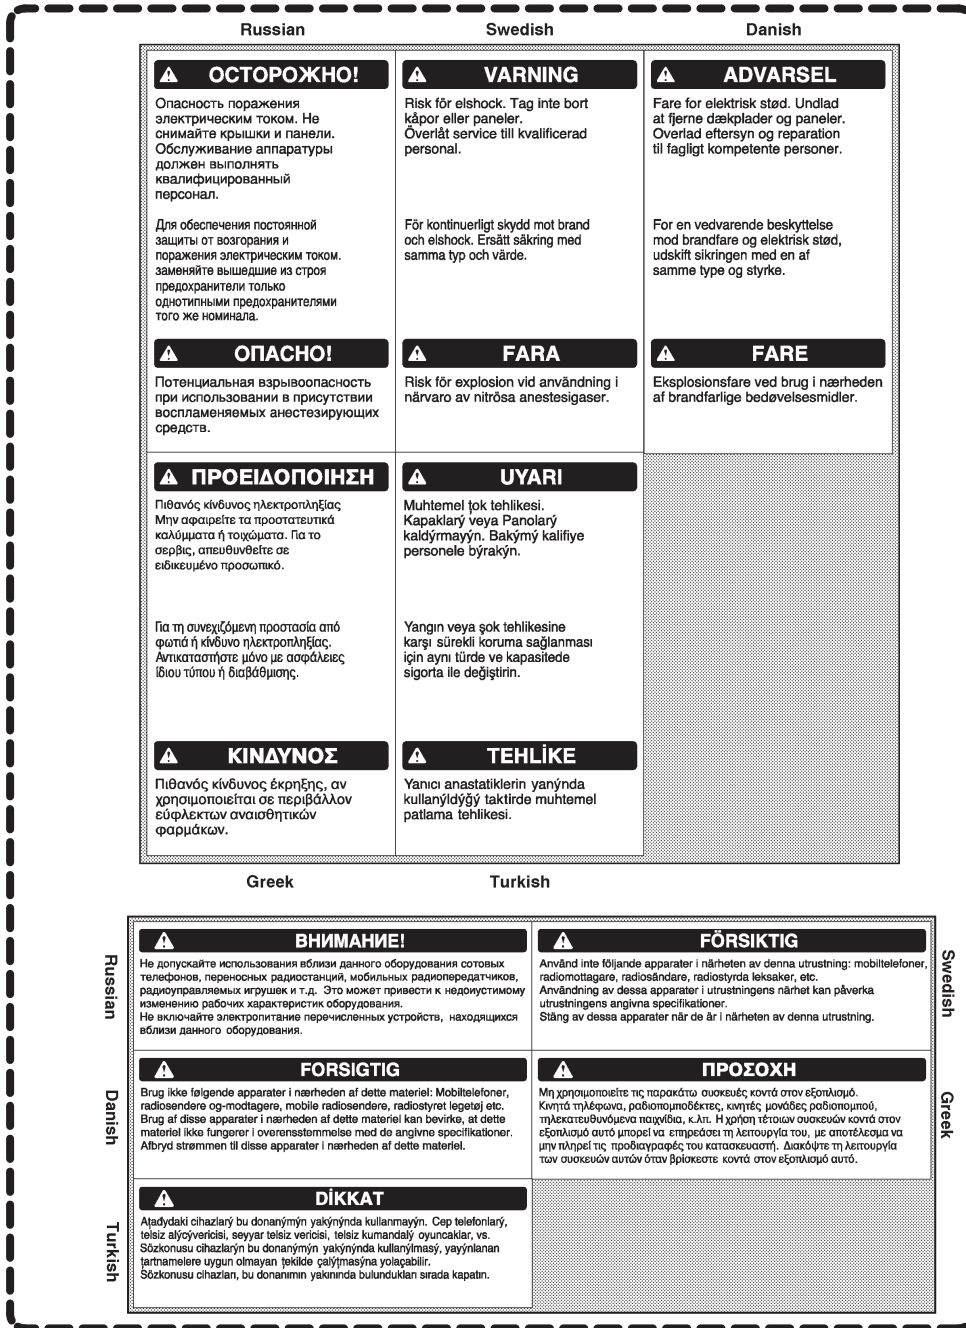 Russian
Swedish
Danish
ОСТОРОЖНО!
Опасность поражения
электрическим током. Не
снимайте крышки и панели.
Обслуживание аппаратуры
должен выполнять
квалифицированный
персонал.
Для обеспечения постоянной
защиты от возгорания и
поражения электрическим током.
заменяйте вышедшие из строя
предохранители только
однотипными предохранителями
того же номинала.
VARNING
Risk för elshock. Tag inte bort
kåpor eller paneler.
Överlåt service till kvalificerad
personal.
För kontinuerligt skydd mot brand
och elshock. Ersätt säkring med
samma typ och värde.
ADVARSEL
Fare for elektrisk stød. Undlad
at fjerne dækplader og paneler.
Overlad eftersyn og reparation
til fagligt kompetente personer.
For en vedvarende beskyttelse
mod brandfare og elektrisk stød,
udskift sikringen med en af
samme type og styrke.
ОПАСНО!
Потенциальная взрывоопасность
при использовании в присутствии
воспламеняемых анестезирующих
средств.
FARA
Risk för explosion vid användning i
närvaro av nitrösa anestesigaser.
FARE
Eksplosionsfare ved brug i nærheden
af brandfarlige bedøvelsesmidler.
ΠΡΟΕΙΔΟΠΟΙΗΣΗ
Πιθανός κίνδυνος ηλεκτροπληξίας
Μην αφαιρείτε τα προστατευτικά
καλύμματα ή τοιχώματα. Για το
σερβις, απευθυνθείτε σε
ειδικευμένο προσωπικό.
Για τη συνεχιζόμενη προστασία από
φωτιά ή κίνδυνο ηλεκτροπληξίας.
Αντικαταστήστε μόνο με ασφάλειες
ίδιου τύπου ή διαβάθμισης.
UYARI
Muhtemel ţok tehlikesi.
Kapaklarý veya Panolarý
kaldýrmayýn. Bakýmý kalifiye
personele býrakýn.
Yangın veya şok tehlikesine
karşı sürekli koruma sağlanması
için aynı türde ve kapasitede
sigorta ile değiştirin.
ΚΙΝΔΥΝΟΣ
Πιθανός κίνδυνος έκρηξης, αν
χρησιμοποιείται σε περιβάλλον
εύφλεκτων αναισθητικών
φαρμάκων.
TEHLİKE
Yanıcı anastatiklerin yanýnda
kullanýldýğý taktirde muhtemel
patlama tehlikesi.
Greek
Turkish
Russian
ВНИМАНИЕ!
Не допускайте использования вблизи данного оборудования сотовых
телефонов, переносных радиостанций, мобильных радиопередатчиков,
радиоуправляемых игрушек и т.д. Это может привести к недоиустимому
изменению рабочих характеристик оборудования.
Не включайте электропитание перечисленных устройств, находящихся
вблизи данного оборудования.
Swedish
FÖRSIKTIG
Använd inte följande apparater i närheten av denna utrustning: mobiltelefoner,
radiomottagare, radiosändare, radiostyrda leksaker, etc.
Användning av dessa apparater i utrustningens närhet kan påverka
utrustningens angivna specifikationer.
Stäng av dessa apparater när de är i närheten av denna utrustning.
Danish
FORSIGTIG
Brug ikke følgende apparater i nærheden af dette materiel: Mobiltelefoner,
radiosendere og-modtagere, mobile radiosendere, radiostyret legetøj etc.
Brug af disse apparater i nærheden af dette materiel kan bevirke, at dette
materiel ikke fungerer i overensstemmelse med de angivne specifikationer.
Afbryd strømmen til disse apparater i nærheden af dette materiel.
Greek
ΠΡΟΣΟΧΗ
Μη χρησιμοποιείτε τις παρακάτω συσκευές κοντά στον εξοπλισμό.
Κινητά τηλέφωνα, ραδιοπομποδέκτες, κινητές μονάδες ραδιοπομπού,
τηλεκατευθυνόμενα παιχνίδια, κ.λπ. Η χρήση τέτοιων συσκευών κοντά στον
εξοπλισμό αυτό μπορεί να επηρεάσει τη λειτουργία του, με αποτέλεσμα να
μην πληρεί τις προδιαγραφές του κατασκευαστή. Διακόψτε τη λειτουργία
των συσκευών αυτών όταν βρίσκεστε κοντά στον εξοπλισμό αυτό.
Turkish
DİKKAT
Aţađydaki cihazlarý bu donanýmýn yakýnýnda kullanmayýn. Cep telefonlarý,
telsiz alýcývericisi, seyyar telsiz vericisi, telsiz kumandalý oyuncaklar, vs.
Sözkonusu cihazlarýn bu donanýmýn yakýnýnda kullanýlmasý, yayýnlanan
ţartnamelere uygun olmayan ţekilde çalýţmasýna yolaçabilir.
Sözkonusu cihazları, bu donanımın yakınında bulundukları sırada kapatın.